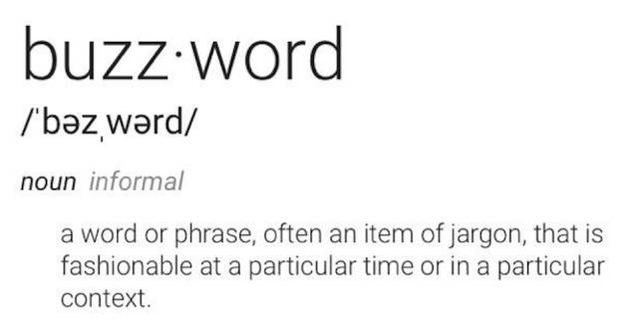 buzz·word
/ˈbəzˌwərd/
noun informal
a word or phrase, often an item of jargon, that is
fashionable at a particular time or in a particular
context.